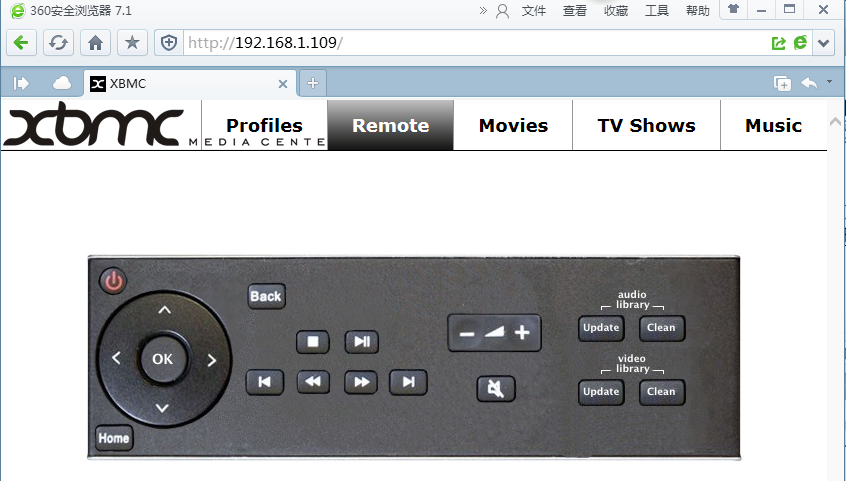 360安全浏览器 7.1
文件 查看 收藏 工具 帮助
http://192.168.1.109/
XBMC
xbmc
MEDIA CENTE
Profiles Remote Movies TV Shows Music
Back
OK
Home
audio
library
Update Clean
video
library
Update Clean